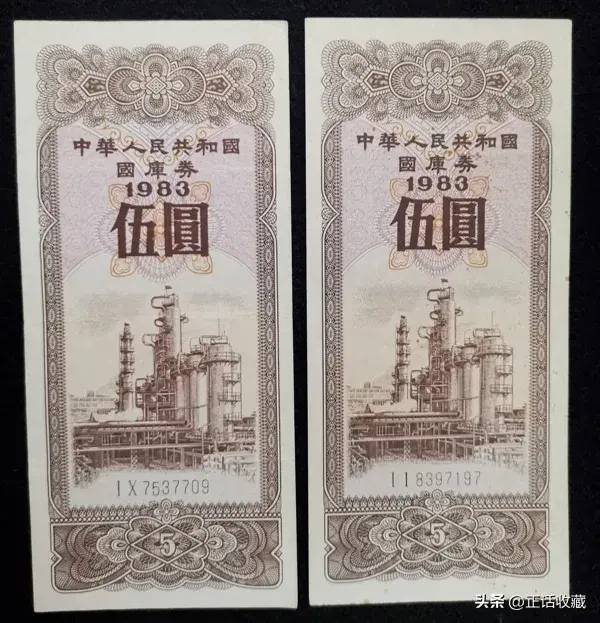 中華人民共和國
國庫券
1983
伍圓
IX7537709
5
中華人民共和國
國庫券
1983
伍圓
II8397197
5
头条 @正话收藏